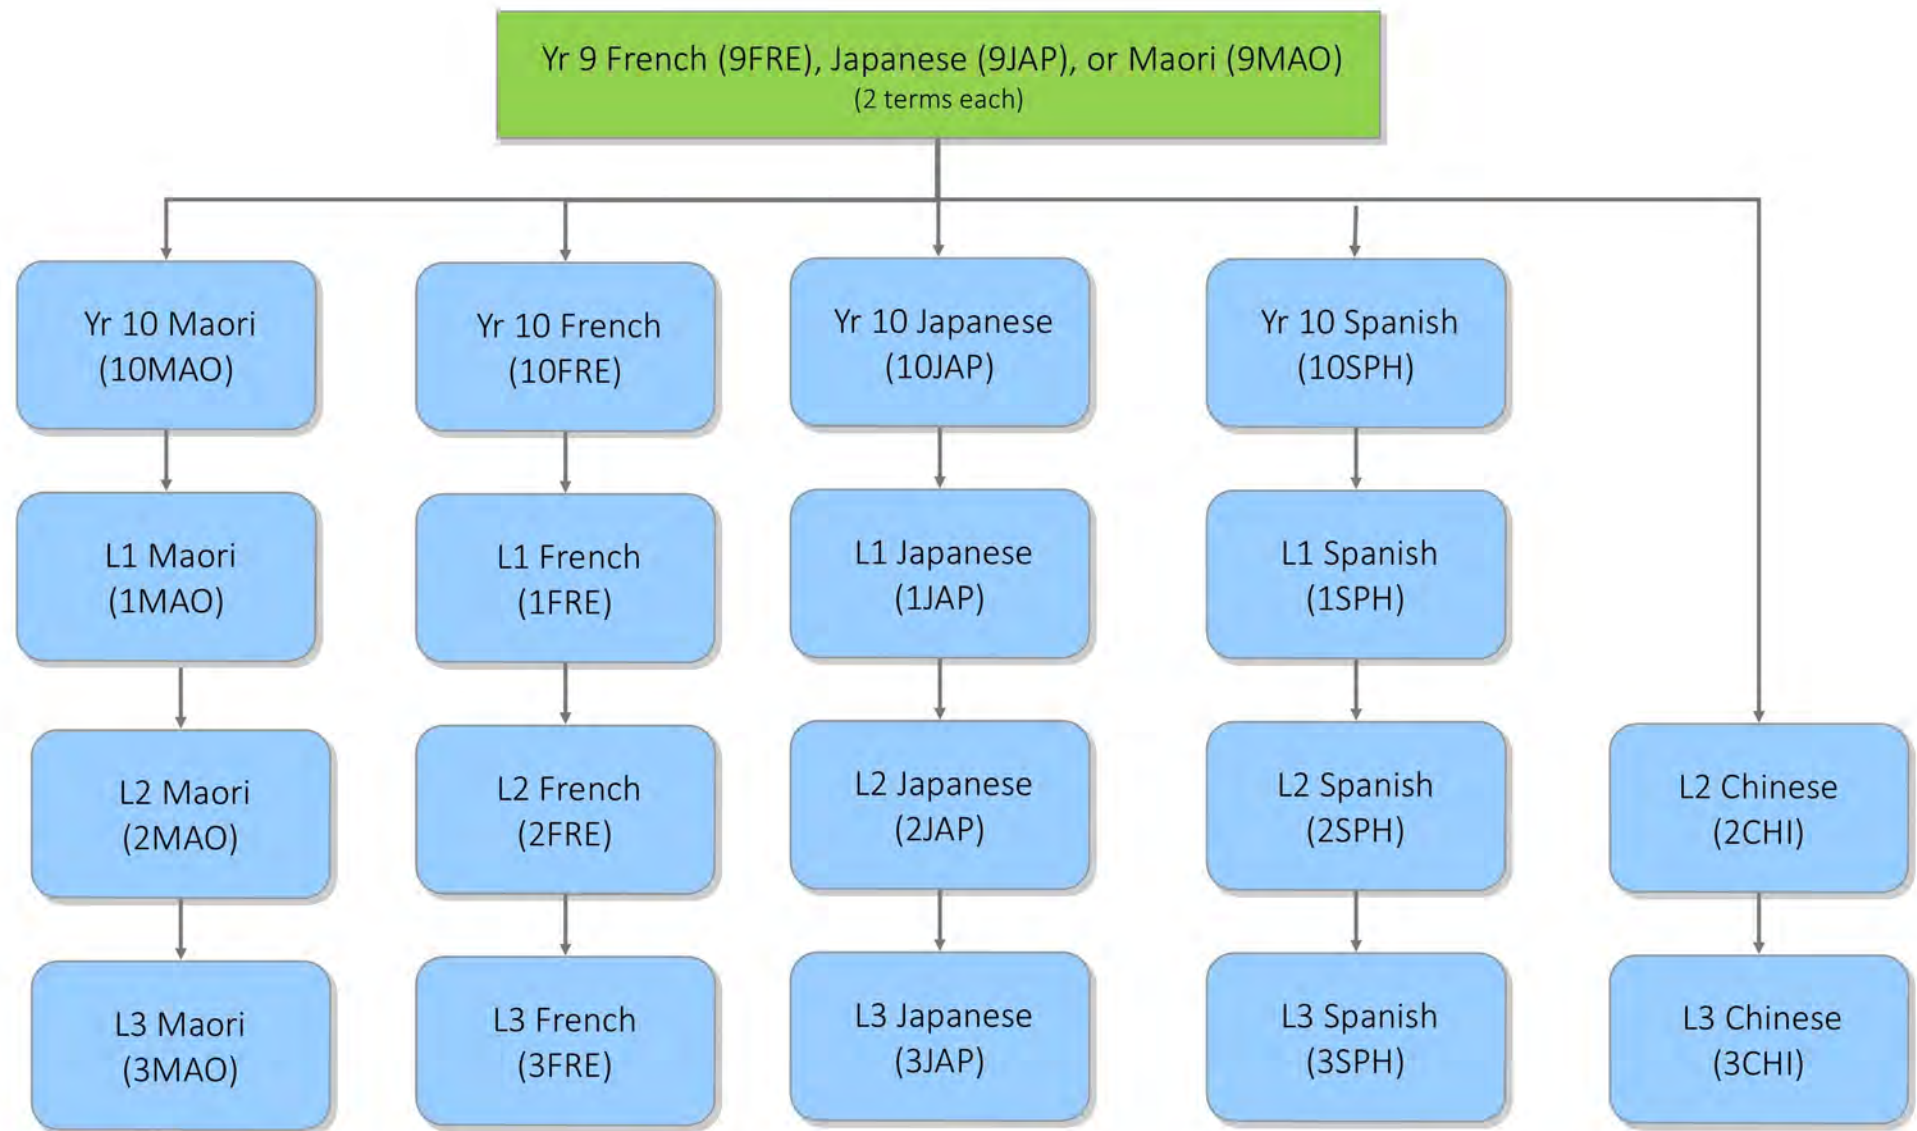 Yr 9 French (9FRE), Japanese (9JAP), or Maori (9MAO)
(2 terms each)
Yr 10 Maori
(10MAO)
Yr 10 French
(10FRE)
Yr 10 Japanese
(10JAP)
Yr 10 Spanish
(10SPH)
L1 Maori
(1MAO)
L1 French
(1FRE)
L1 Japanese
(1JAP)
L1 Spanish
(1SPH)
L2 Maori
(2MAO)
L2 French
(2FRE)
L2 Japanese
(2JAP)
L2 Spanish
(2SPH)
L2 Chinese
(2CHI)
L3 Maori
(3MAO)
L3 French
(3FRE)
L3 Japanese
(3JAP)
L3 Spanish
(3SPH)
L3 Chinese
(3CHI)